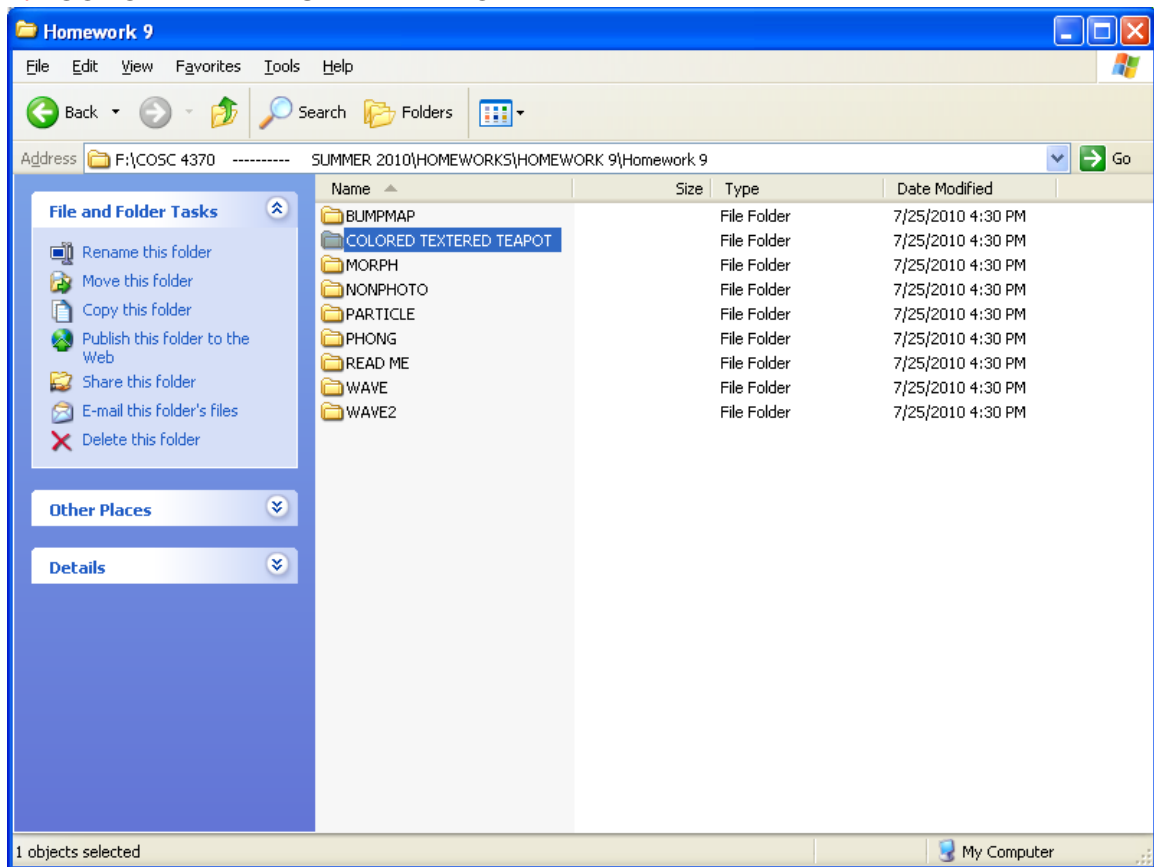 Homework 9
File Edit View Favorites Tools Help
Back Search Folders
Address F:\COSC 4370 ---------- SUMMER 2010\HOMEWORKS\HOMEWORK 9\Homework 9 Go
Name Size Type Date Modified
File and Folder Tasks
Rename this folder
Move this folder
Copy this folder
Publish this folder to the
Web
Share this folder
E-mail this folder's files
Delete this folder
Other Places
Details
BUMPMAP File Folder 7/25/2010 4:30 PM
COLORED TEXTERED TEAPOT File Folder 7/25/2010 4:30 PM
MORPH File Folder 7/25/2010 4:30 PM
NONPHOTO File Folder 7/25/2010 4:30 PM
PARTICLE File Folder 7/25/2010 4:30 PM
PHONG File Folder 7/25/2010 4:30 PM
READ ME File Folder 7/25/2010 4:30 PM
WAVE File Folder 7/25/2010 4:30 PM
WAVE2 File Folder 7/25/2010 4:30 PM
1 objects selected My Computer